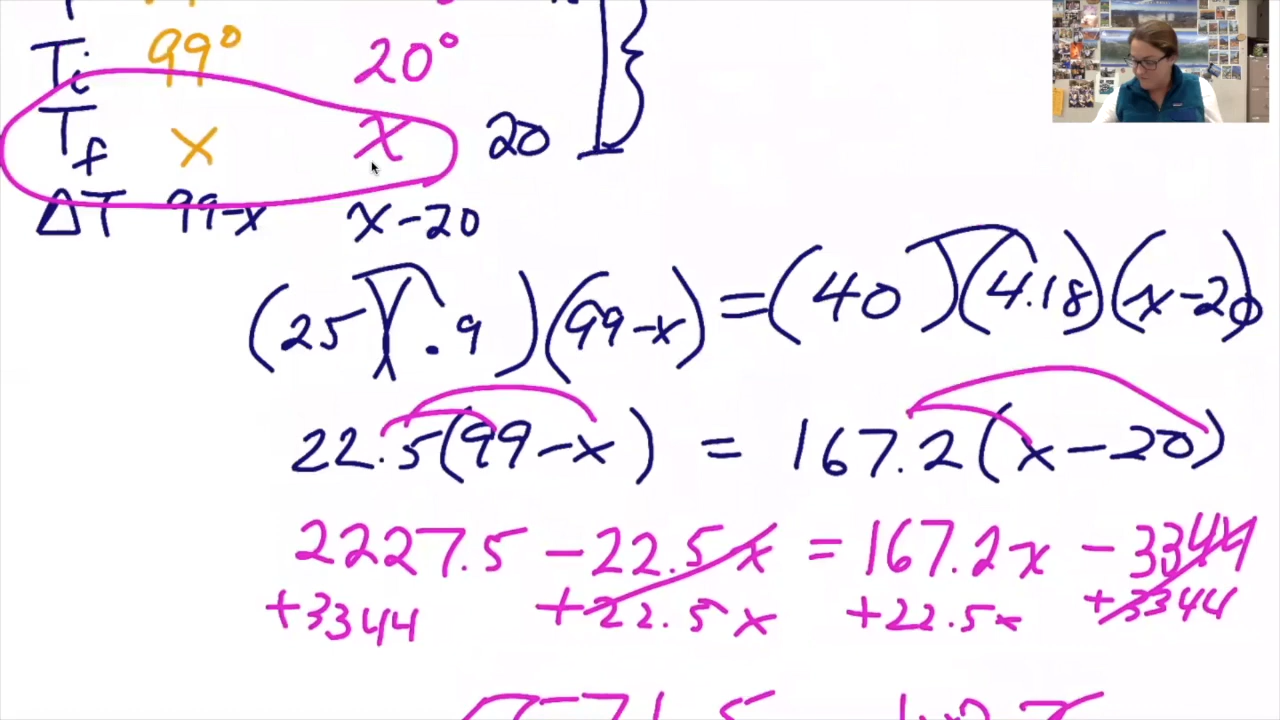 Ti 99° 20°
Tf x x 20
ΔT 99-x x-20
(25)(.9)(99-x) = (40)(4.18)(x-20)
22.5(99-x) = 167.2(x-20)
2227.5 - 22.5x = 167.2x - 3344
+3344 +22.5x +22.5x +3344